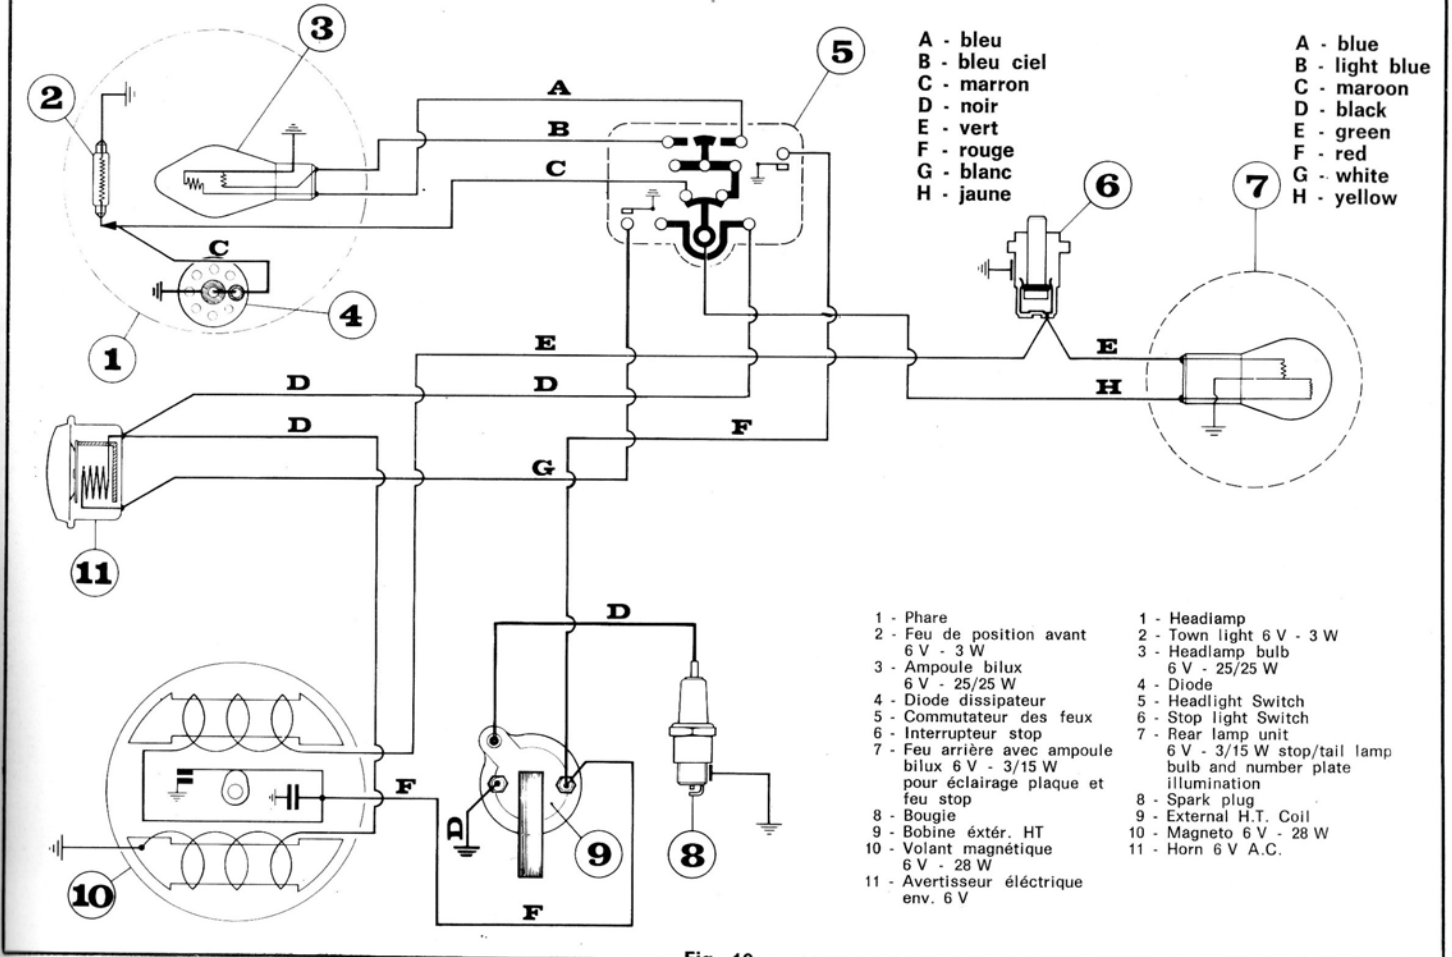 3
A
5
2
B
C
C
4
1
A - bleu
B - bleu ciel
C - marron
D - noir
E - vert
F - rouge
G - blanc
H - jaune
A - blue
B - light blue
C - maroon
D - black
E - green
F - red
G - white
H - yellow
6
7
E
E
D
D
H
D
F
G
11
D
F
D
9
8
10
F
1 - Phare
2 - Feu de position avant
6 V - 3 W
3 - Ampoule bilux
6 V - 25/25 W
4 - Diode dissipateur
5 - Commutateur des feux
6 - Interrupteur stop
7 - Feu arrière avec ampoule
bilux 6 V - 3/15 W
pour éclairage plaque et
feu stop
8 - Bougie
9 - Bobine éxtér. HT
10 - Volant magnétique
6 V - 28 W
11 - Avertisseur éléctrique
env. 6 V
1 - Headlamp
2 - Town light 6 V - 3 W
3 - Headlamp bulb
6 V - 25/25 W
4 - Diode
5 - Headlight Switch
6 - Stop light Switch
7 - Rear lamp unit
6 V - 3/15 W stop/tail lamp
bulb and number plate
illumination
8 - Spark plug
9 - External H.T. Coil
10 - Magneto 6 V - 28 W
11 - Horn 6 V A.C.